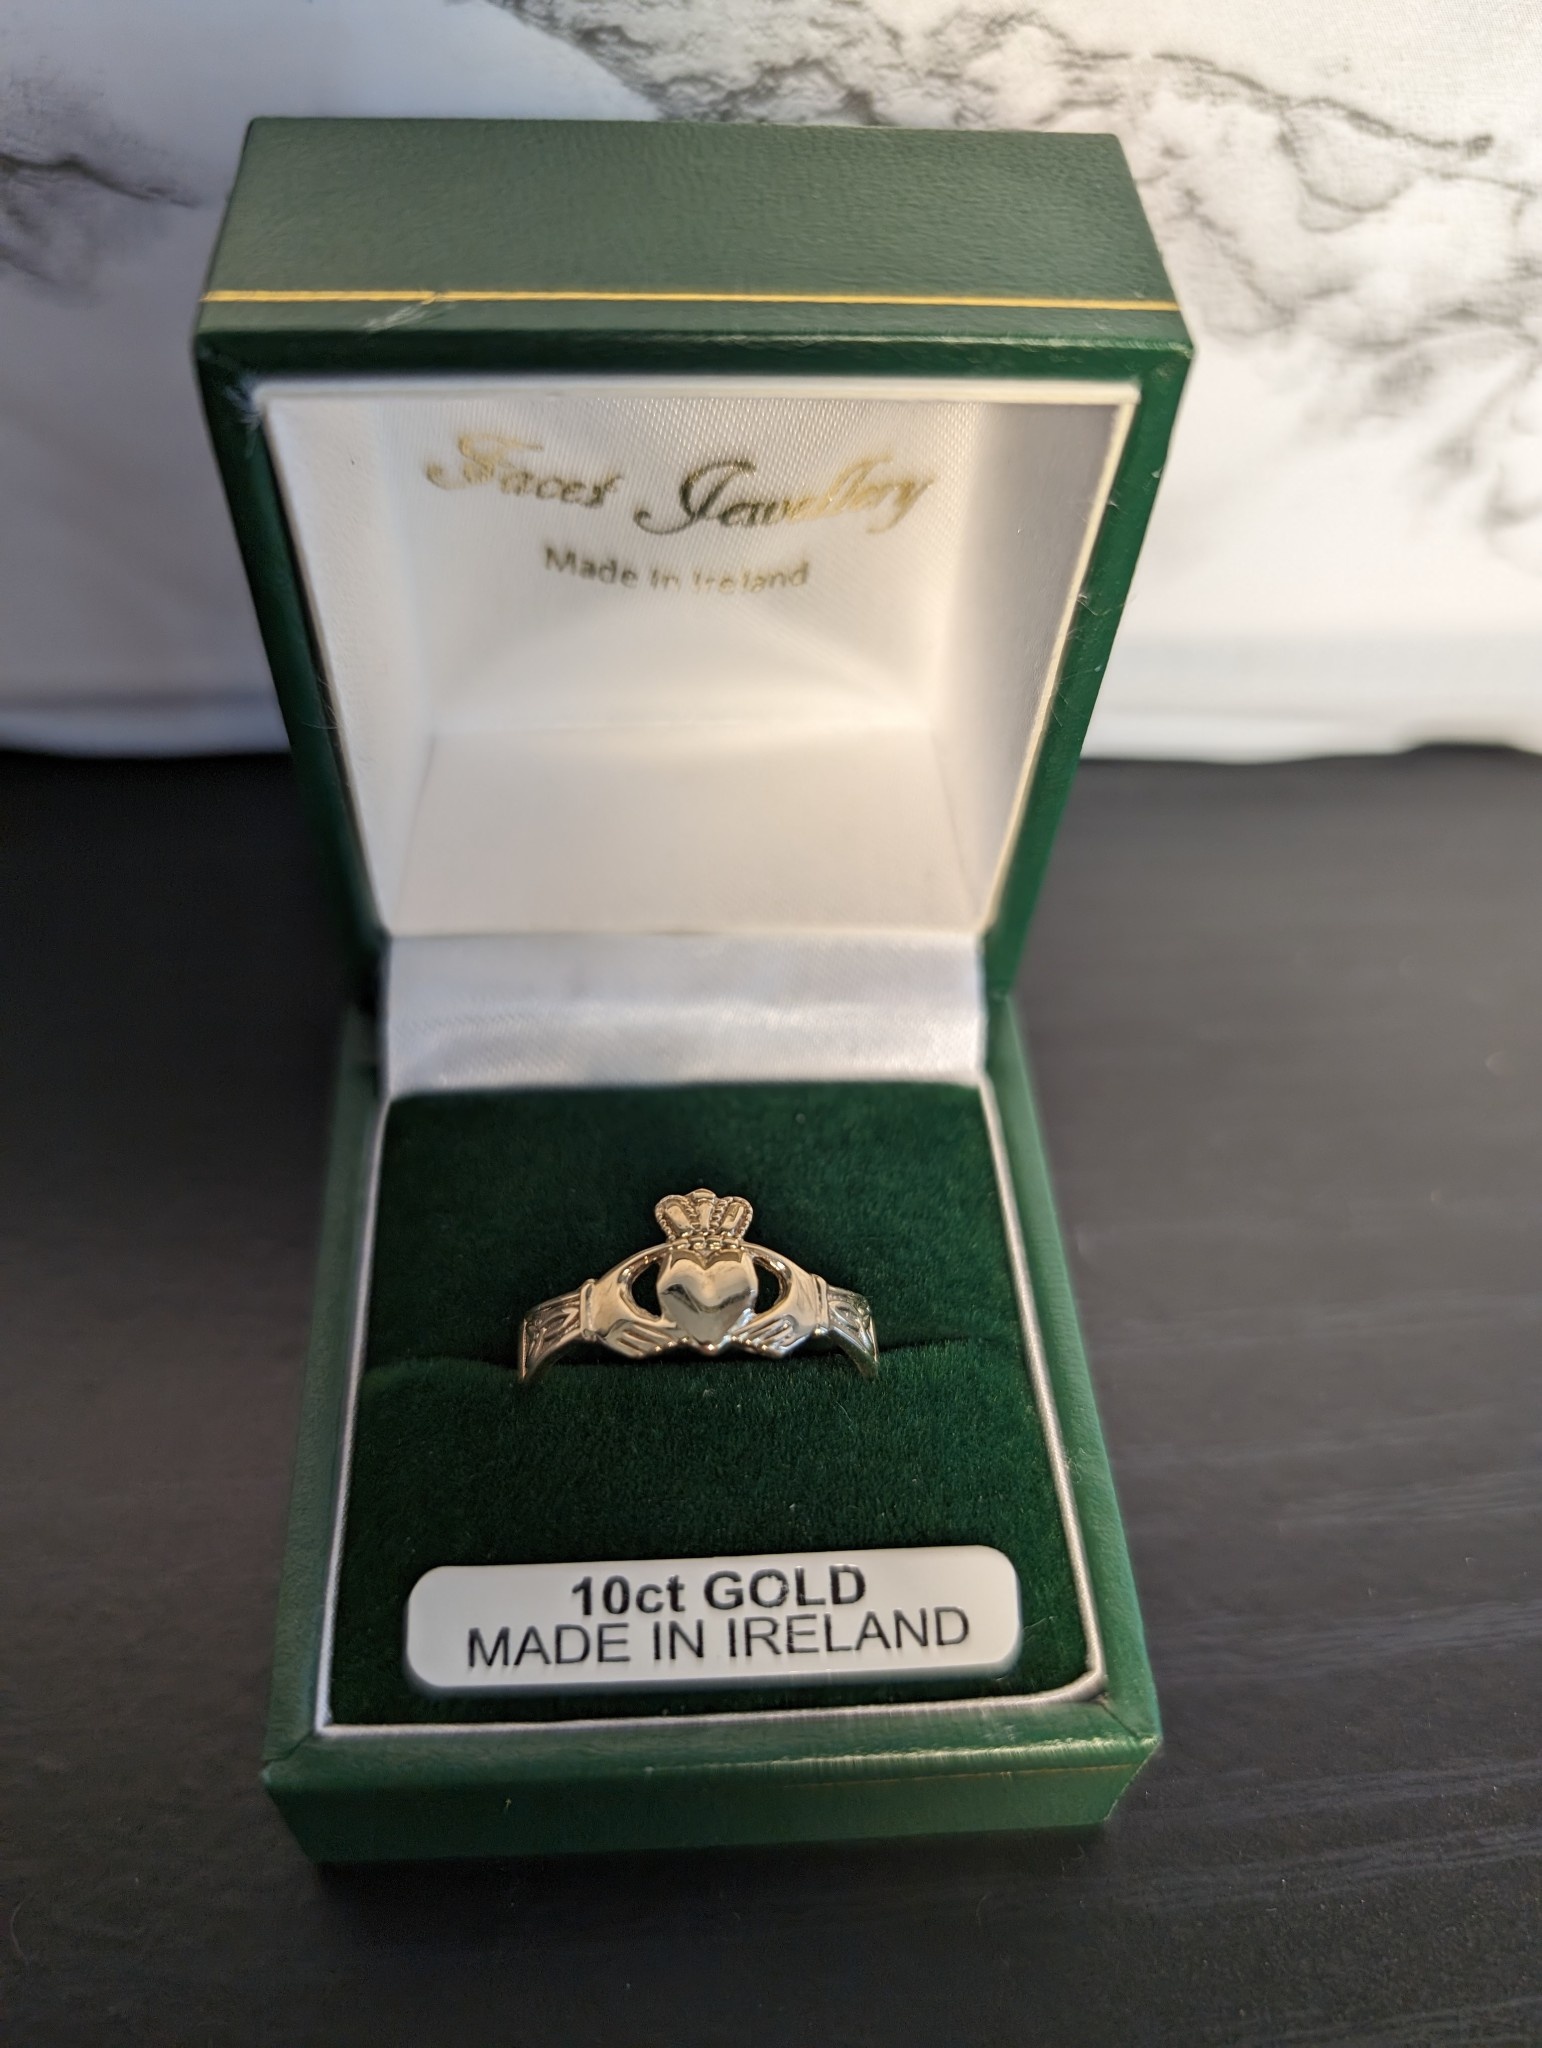 Facet Jewellery
Made In Ireland
10ct GOLD
MADE IN IRELAND